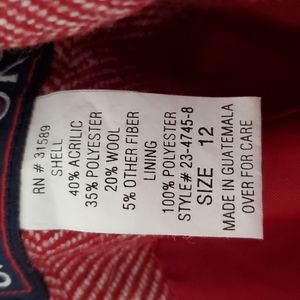 RN # 31589
SHELL
40% ACRILIC
35% POLYESTER
20% WOOL
5% OTHER FIBER
LINING
100% POLYESTER
STYLE# 23-4745-8
SIZE 12
MADE IN GUATEMALA
OVER FOR CARE